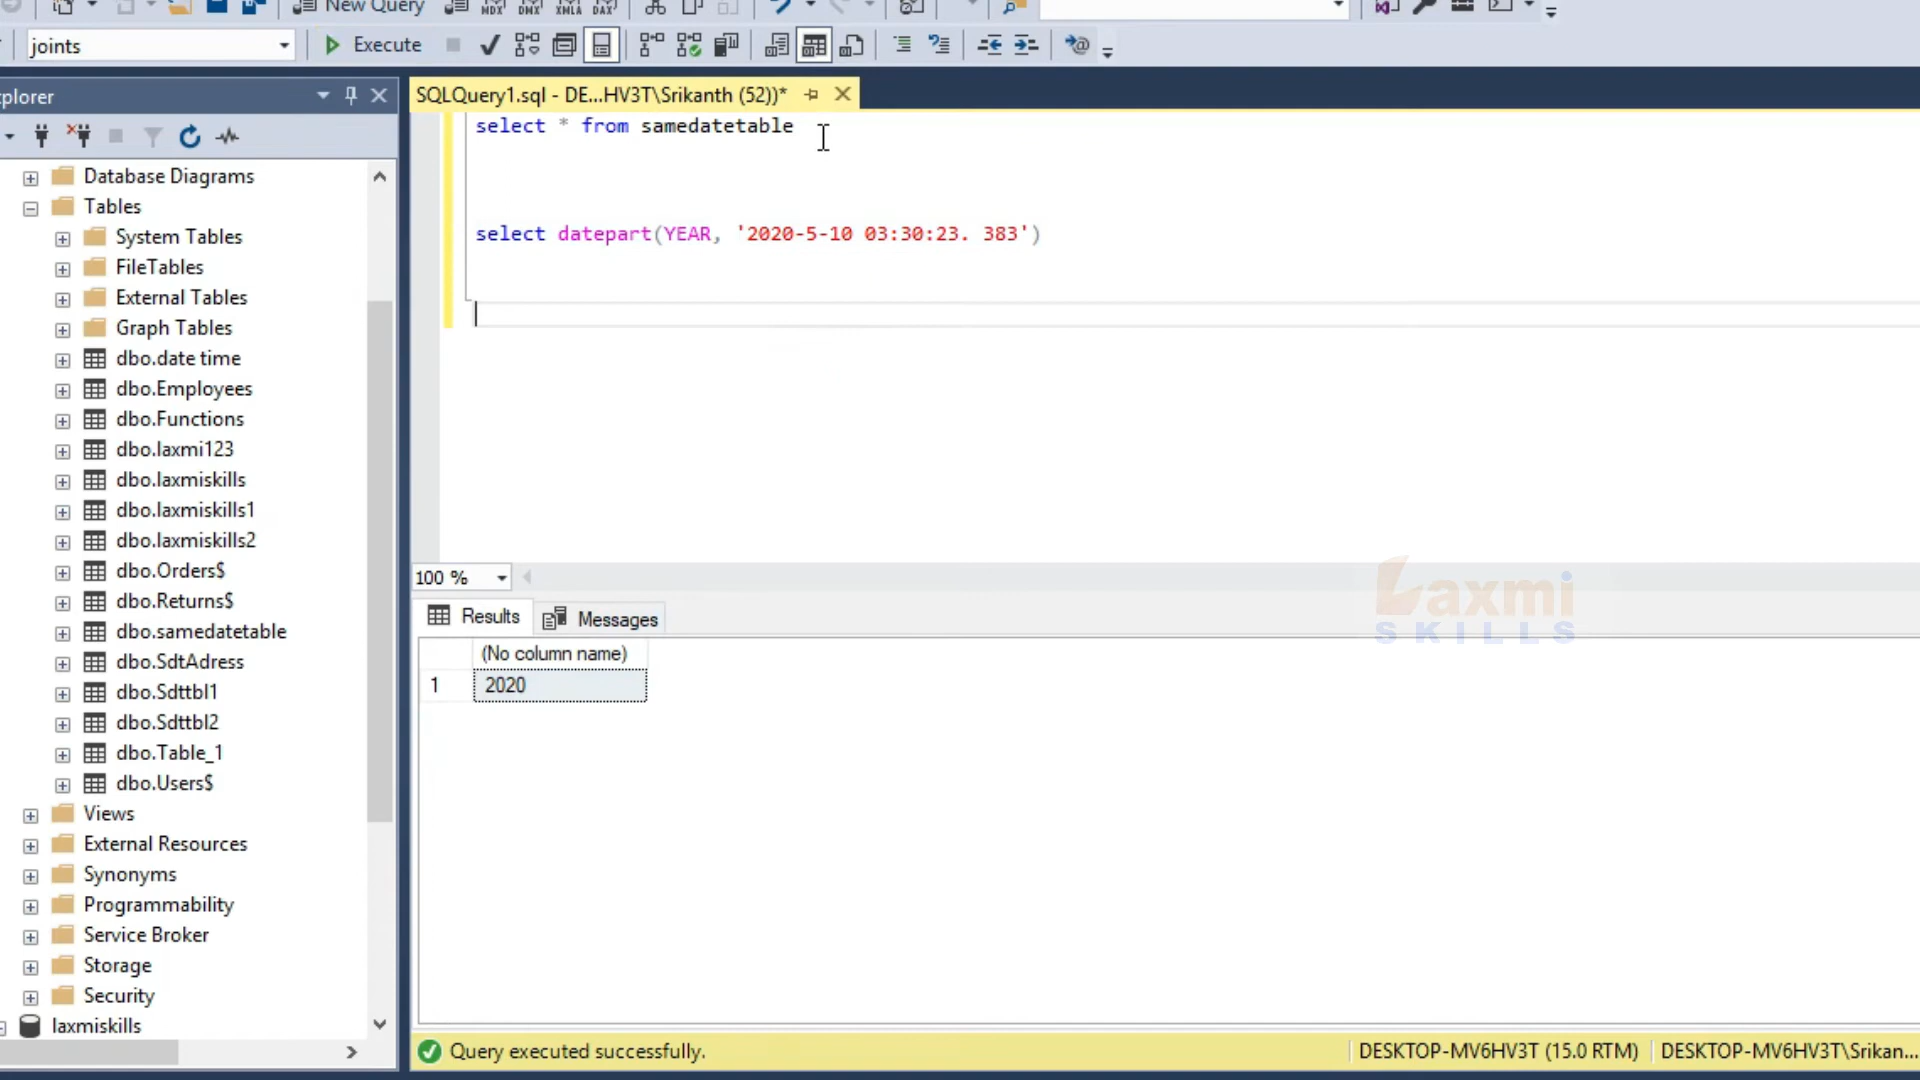 New Query
MDX
DMX
XMLA
DAX
joints
Execute
plorer
SQLQuery1.sql - DE...HV3T\Srikanth (52))*
select * from samedatetable
select datepart(YEAR, '2020-5-10 03:30:23. 383')
Database Diagrams
Tables
System Tables
FileTables
External Tables
Graph Tables
dbo.date time
dbo.Employees
dbo.Functions
dbo.laxmi123
dbo.laxmiskills
dbo.laxmiskills1
dbo.laxmiskills2
dbo.Orders$
dbo.Returns$
dbo.samedatetable
dbo.SdtAdress
dbo.Sdttbl1
dbo.Sdttbl2
dbo.Table_1
dbo.Users$
Views
External Resources
Synonyms
Programmability
Service Broker
Storage
Security
laxmiskills
100 %
Laxmi
SKILLS
Results
Messages
(No column name)
1
2020
Query executed successfully.
DESKTOP-MV6HV3T (15.0 RTM)
DESKTOP-MV6HV3T\Srikan...